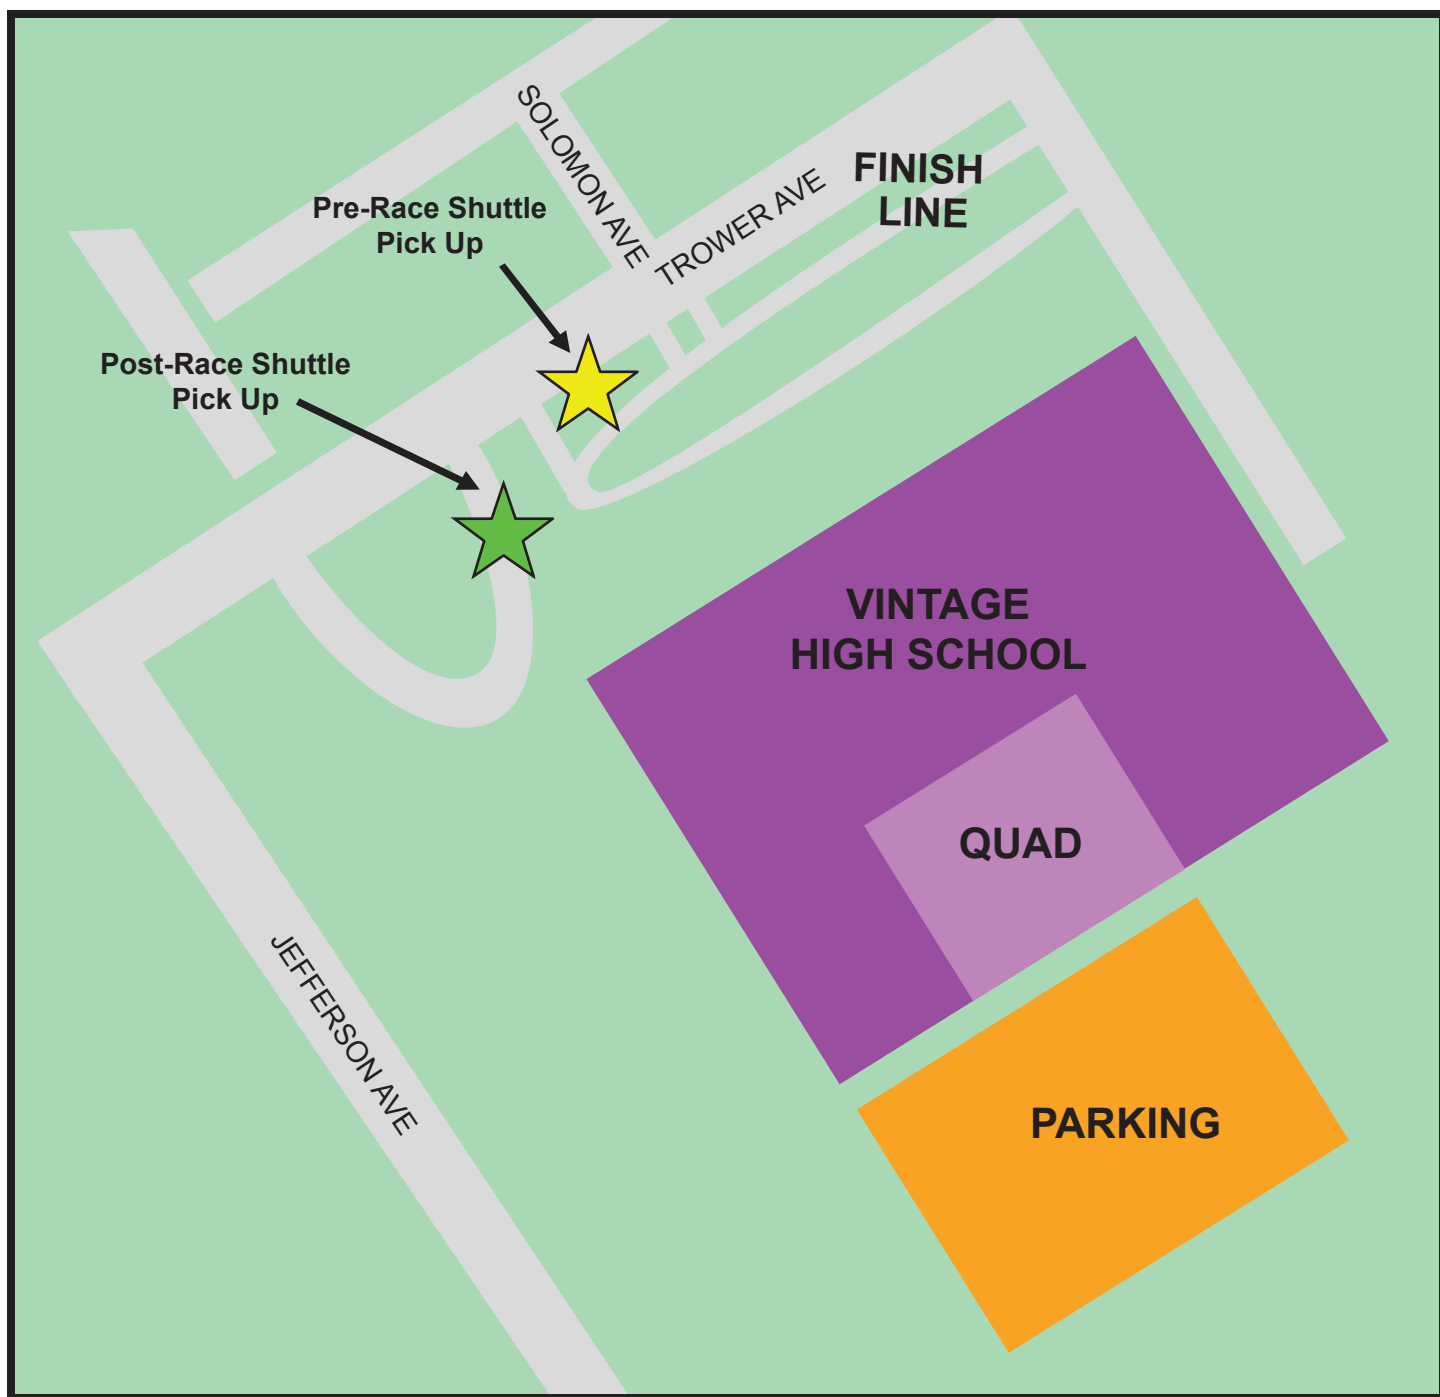 SOLOMON AVE
FINISH
LINE
TROWER AVE
Pre-Race Shuttle
Pick Up
Post-Race Shuttle
Pick Up
VINTAGE
HIGH SCHOOL
QUAD
JEFFERSON AVE
PARKING